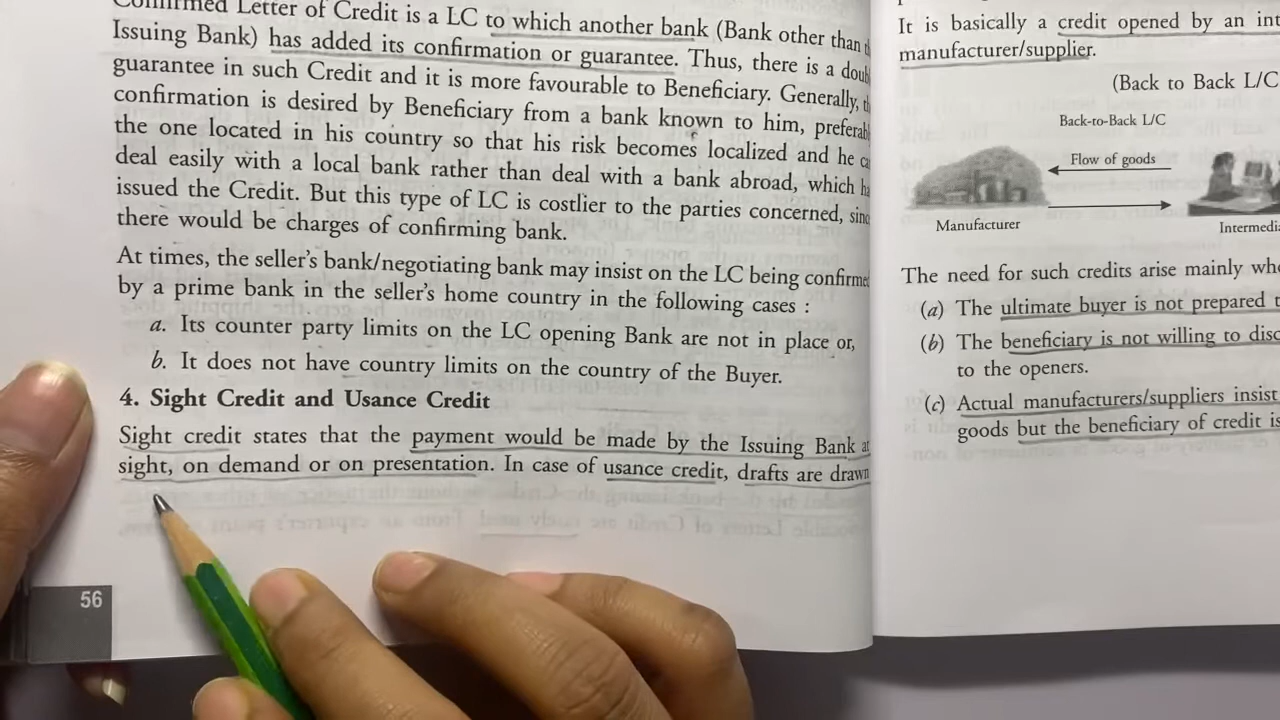 Confirmed Letter of Credit is a LC to which another bank (Bank other than
Issuing Bank) has added its confirmation or guarantee. Thus, there is a
guarantee in such Credit and it is more favourable to Beneficiary. Generally,
confirmation is desired by Beneficiary from a bank known to him,
the one located in his country so that his risk becomes localized and he
deal easily with a local bank rather than deal with a bank abroad, which
issued the Credit. But this type of LC is costlier to the parties concerned,
there would be charges of confirming bank.
At times, the seller's bank/negotiating bank may insist on the LC being
by a prime bank in the seller's home country in the following cases :
a. Its counter party limits on the LC opening Bank are not in place or,
b. It does not have country limits on the country of the Buyer.
4. Sight Credit and Usance Credit
Sight credit states that the payment would be made by the Issuing Bank at
sight, on demand or on presentation. In case of usance credit, drafts are drawn
56
It is basically a credit opened by an
manufacturer/supplier.
(Back to Back L/C
Back-to-Back L/C
Flow of goods
Manufacturer
The need for such credits arise mainly
(a) The ultimate buyer is not prepared
(b) The beneficiary is not willing to
to the openers.
(c) Actual manufacturers/suppliers insist
goods but the beneficiary of credit is